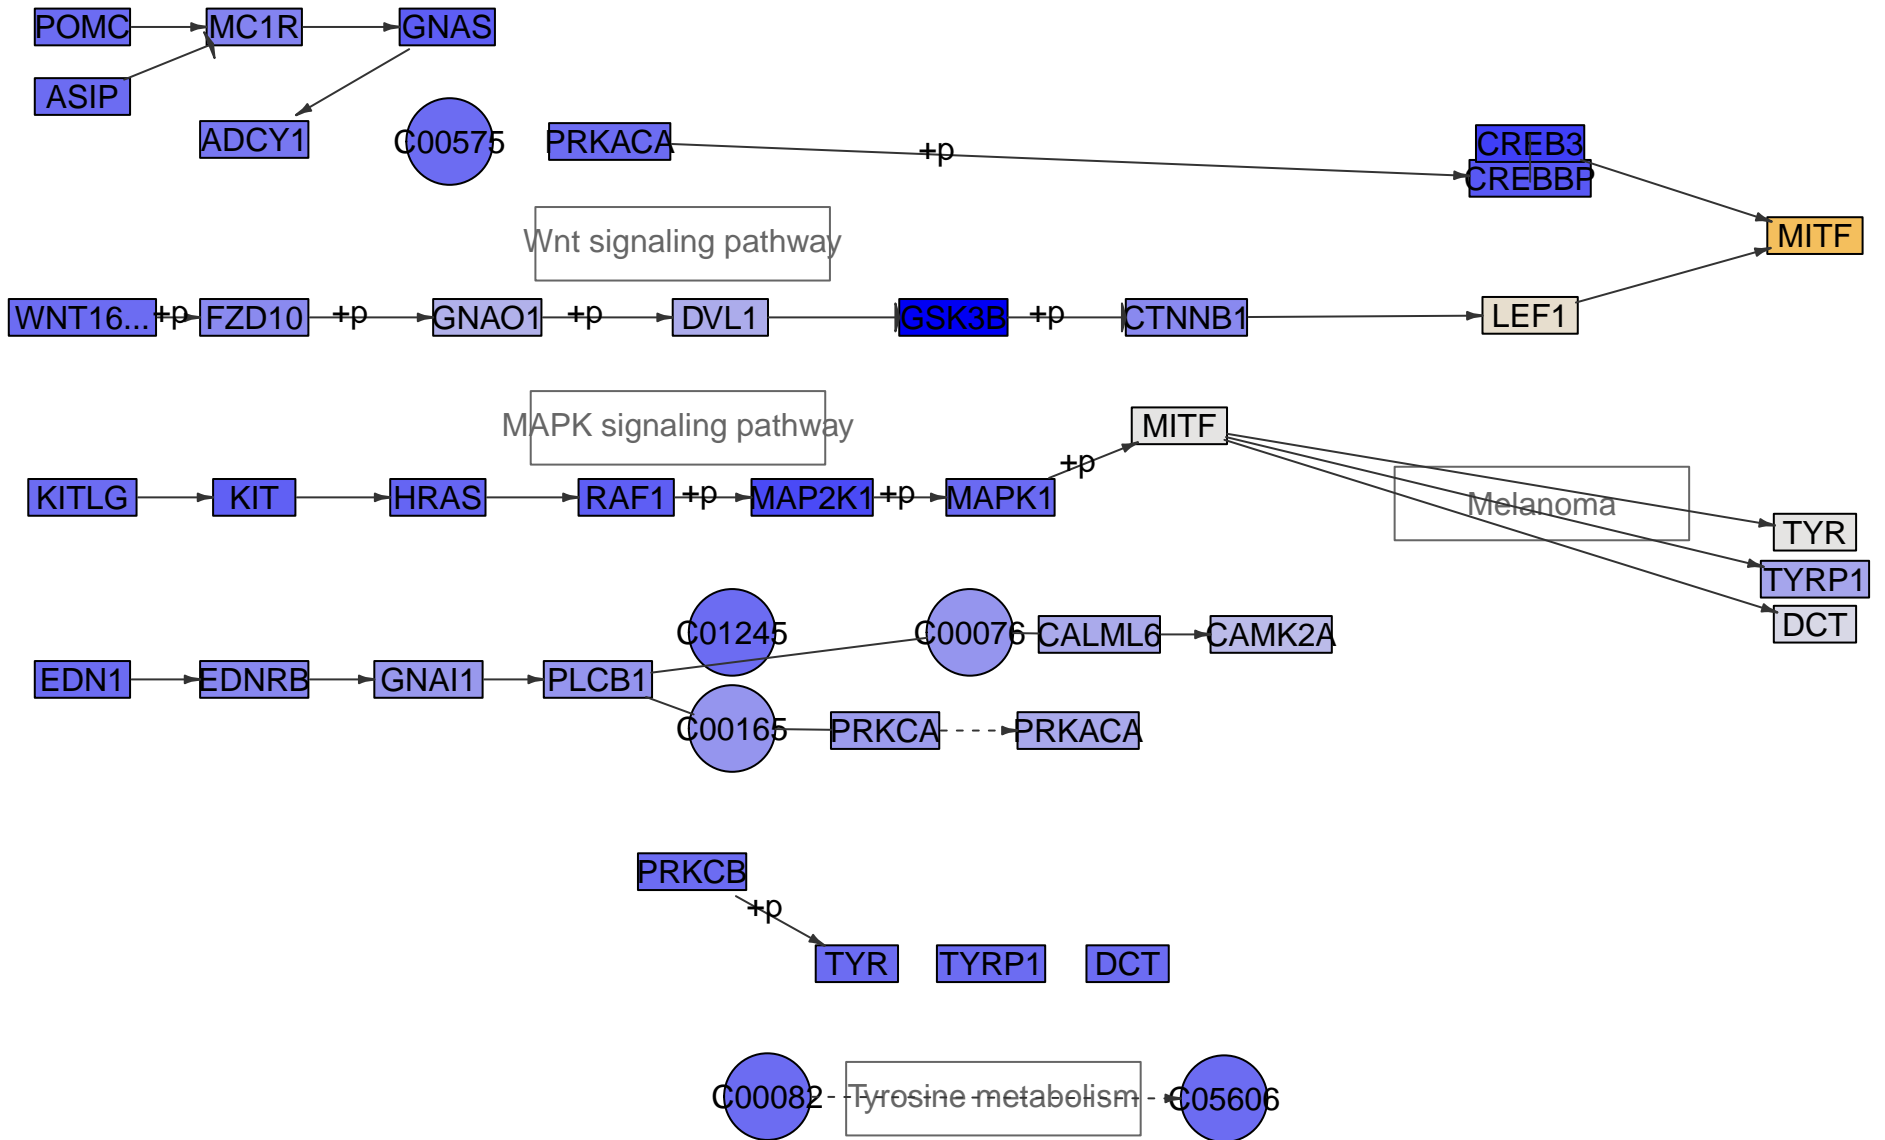 POMC
MC1R
GNAS
ASIP
ADCY1
C00575
PRKACA
+p
CREB3
CREBBP
Wnt signaling pathway
MITF
WNT16...
+p
FZD10
+p
GNAO1
+p
DVL1
GSK3B
+p
CTNNB1
LEF1
MAPK signaling pathway
MITF
+p
KITLG
KIT
HRAS
RAF1
+p
MAP2K1
+p
MAPK1
Melanoma
TYR
TYRP1
DCT
C01245
C00076
CALML6
CAMK2A
EDN1
EDNRB
GNAI1
PLCB1
C00165
PRKCA
PRKACA
PRKCB
+p
TYR
TYRP1
DCT
C00082
Tyrosine metabolism
C05606